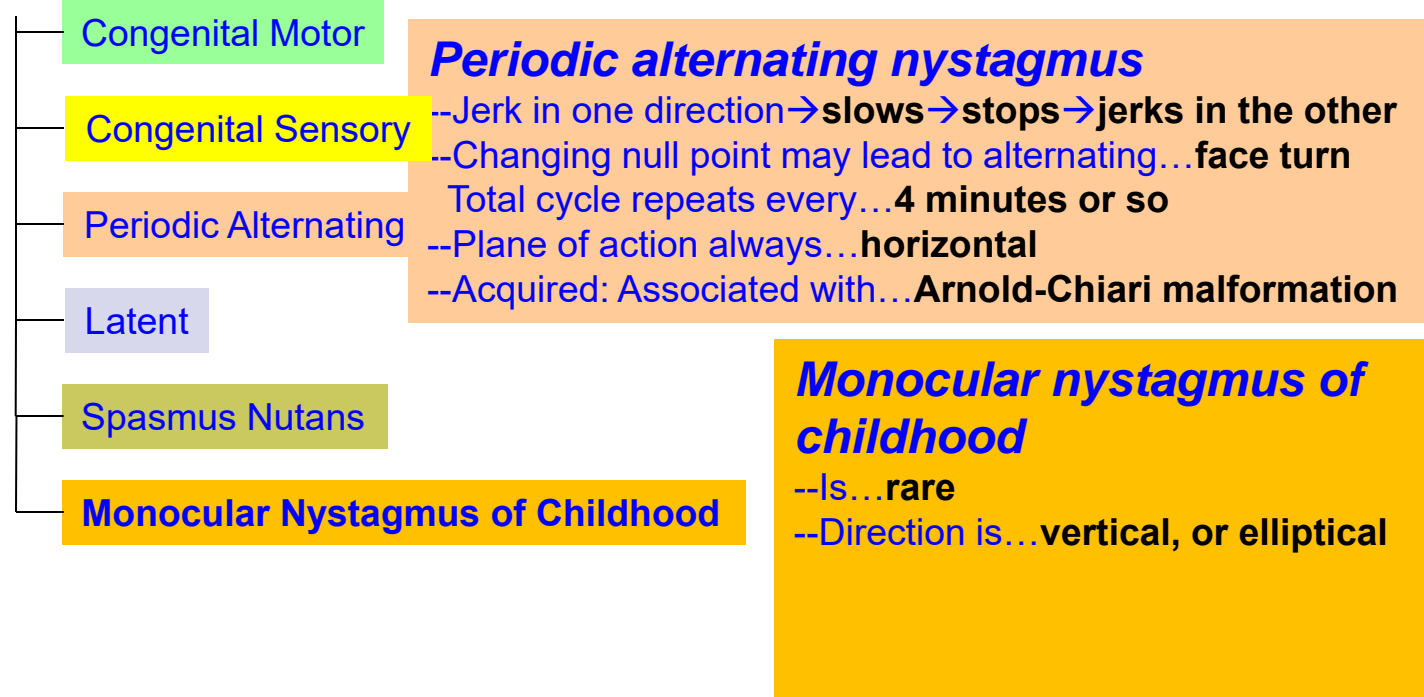 Congenital Motor
Congenital Sensory
Periodic Alternating
Latent
Spasmus Nutans
Monocular Nystagmus of Childhood
Periodic alternating nystagmus
--Jerk in one direction→slows→stops→jerks in the other
--Changing null point may lead to alternating…face turn
Total cycle repeats every…4 minutes or so
--Plane of action always…horizontal
--Acquired: Associated with…Arnold-Chiari malformation
Monocular nystagmus of
childhood
--Is…rare
--Direction is…vertical, or elliptical